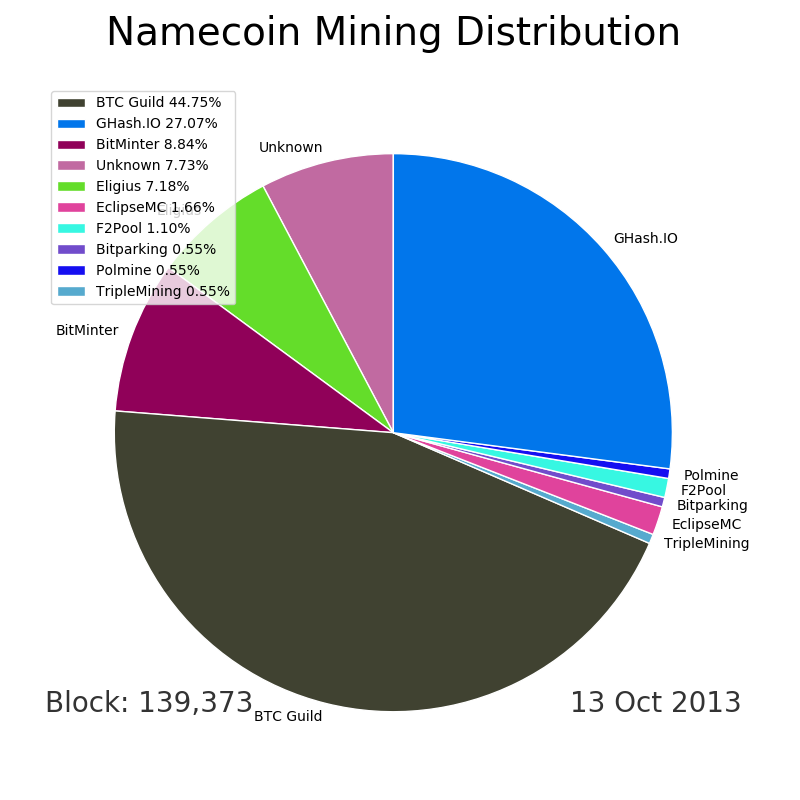 Namecoin Mining Distribution
BTC Guild 44.75%
GHash.IO 27.07%
BitMinter 8.84%
Unknown 7.73%
Eligius 7.18%
EclipseMC 1.66%
F2Pool 1.10%
Bitparking 0.55%
Polmine 0.55%
TripleMining 0.55%
Unknown
Eligius
GHash.IO
BitMinter
Polmine
F2Pool
Bitparking
EclipseMC
TripleMining
Block: 139,373
BTC Guild
13 Oct 2013